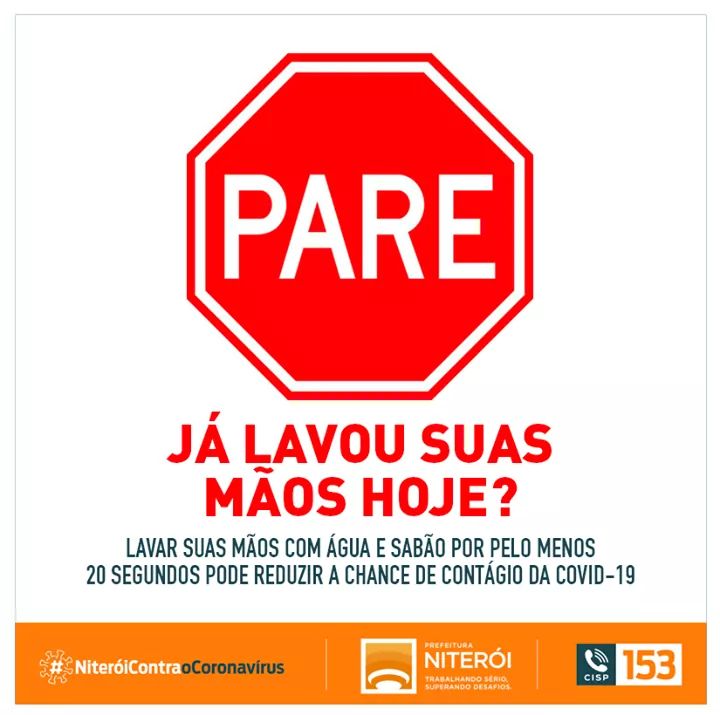 PARE
JÁ LAVOU SUAS
MÃOS HOJE?
LAVAR SUAS MÃOS COM ÁGUA E SABÃO POR PELO MENOS
20 SEGUNDOS PODE REDUZIR A CHANCE DE CONTÁGIO DA COVID-19
#NiteróiContraoCoronavírus
PREFEITURA
NITERÓI
TRABALHANDO SÉRIO,
SUPERANDO DESAFIOS.
CISP
153